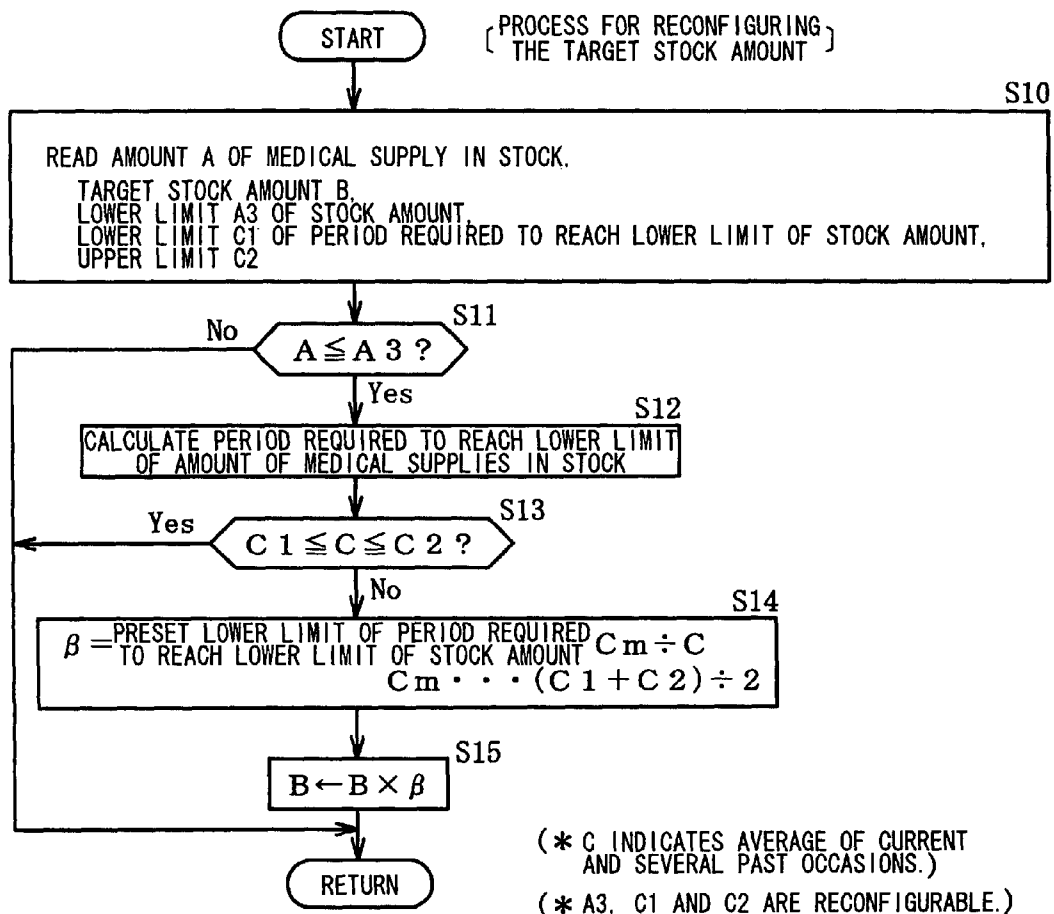 START
[PROCESS FOR RECONFIGURING
THE TARGET STOCK AMOUNT]
S10
READ AMOUNT A OF MEDICAL SUPPLY IN STOCK,
TARGET STOCK AMOUNT B,
LOWER LIMIT A3 OF STOCK AMOUNT,
LOWER LIMIT C1 OF PERIOD REQUIRED TO REACH LOWER LIMIT OF STOCK AMOUNT,
UPPER LIMIT C2
S11
No
A≦A3?
Yes
S12
CALCULATE PERIOD REQUIRED TO REACH LOWER LIMIT
OF AMOUNT OF MEDICAL SUPPLIES IN STOCK
S13
Yes
C1≦C≦C2?
No
S14
β=PRESET LOWER LIMIT OF PERIOD REQUIRED
TO REACH LOWER LIMIT OF STOCK AMOUNT Cm÷C
Cm・・・(C1+C2)÷2
S15
B←B×β
RETURN
(* C INDICATES AVERAGE OF CURRENT
AND SEVERAL PAST OCCASIONS.)
(* A3, C1 AND C2 ARE RECONFIGURABLE.)